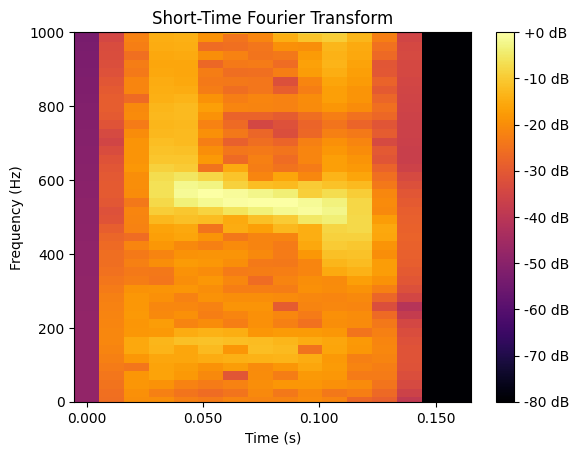 Short-Time Fourier Transform
1000
800
600
400
200
0
Frequency (Hz)
0.000
0.050
0.100
0.150
Time (s)
+0 dB
-10 dB
-20 dB
-30 dB
-40 dB
-50 dB
-60 dB
-70 dB
-80 dB